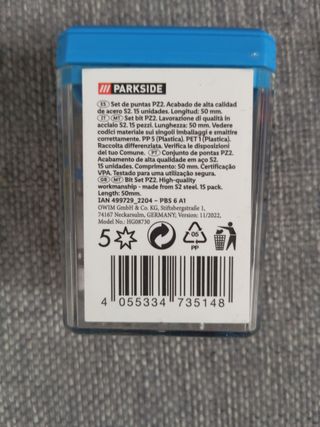 /// PARKSIDE
ES Set de puntas PZ2. Acabado de alta calidad
de acero S2. 15 unidades. Longitud: 50 mm.
IT MT Set bit PZ2. Lavorazione di qualità in
acciaio S2. 15 pezzi. Lunghezza: 50 mm. Vedere
codici materiale sui singoli imballaggi e smaltire
correttamente. PP 5 (Plastica). PET 1 (Plastica).
Raccolta differenziata. Verifica le disposizioni
del tuo Comune. PT Conjunto de pontas PZ2.
Acabamento de alta qualidade em aço S2.
15 unidades. Comprimento: 50 mm. Certificação
VPA. Testado para uma utilização segura.
GB MT Bit Set PZ2. High-quality
workmanship - made from S2 steel. 15 pack.
Length: 50mm.
IAN 499729_2204 – PBS 6 A1
OWIM GmbH & Co. KG, Stiftsbergstraße 1,
74167 Neckarsulm, GERMANY, Version: 11/2022,
Model No.: HG08730
5
05
PP
4 055334 735148